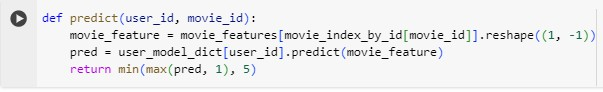 def predict(user_id, movie_id):
    movie_feature = movie_features[movie_index_by_id[movie_id]].reshape((1, -1))
    pred = user_model_dict[user_id].predict(movie_feature)
    return min(max(pred, 1), 5)